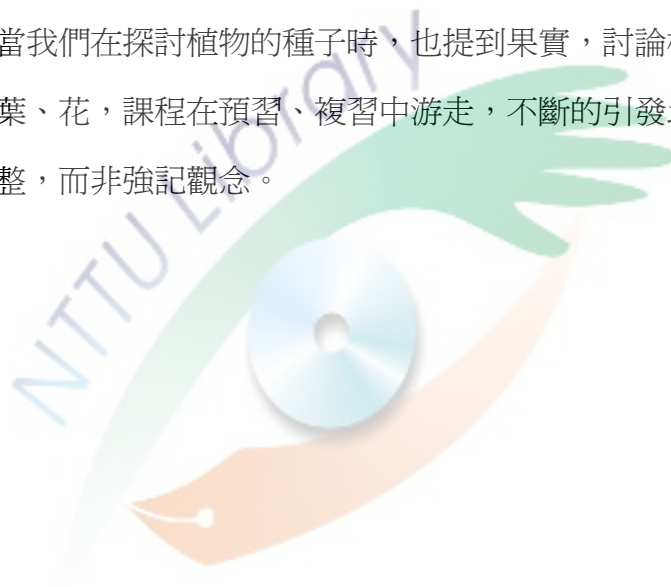 當我們在探討植物的種子時，也提到果實，討論
葉、花，課程在預習、複習中游走，不斷的引發
整，而非強記觀念。
NTTU Library